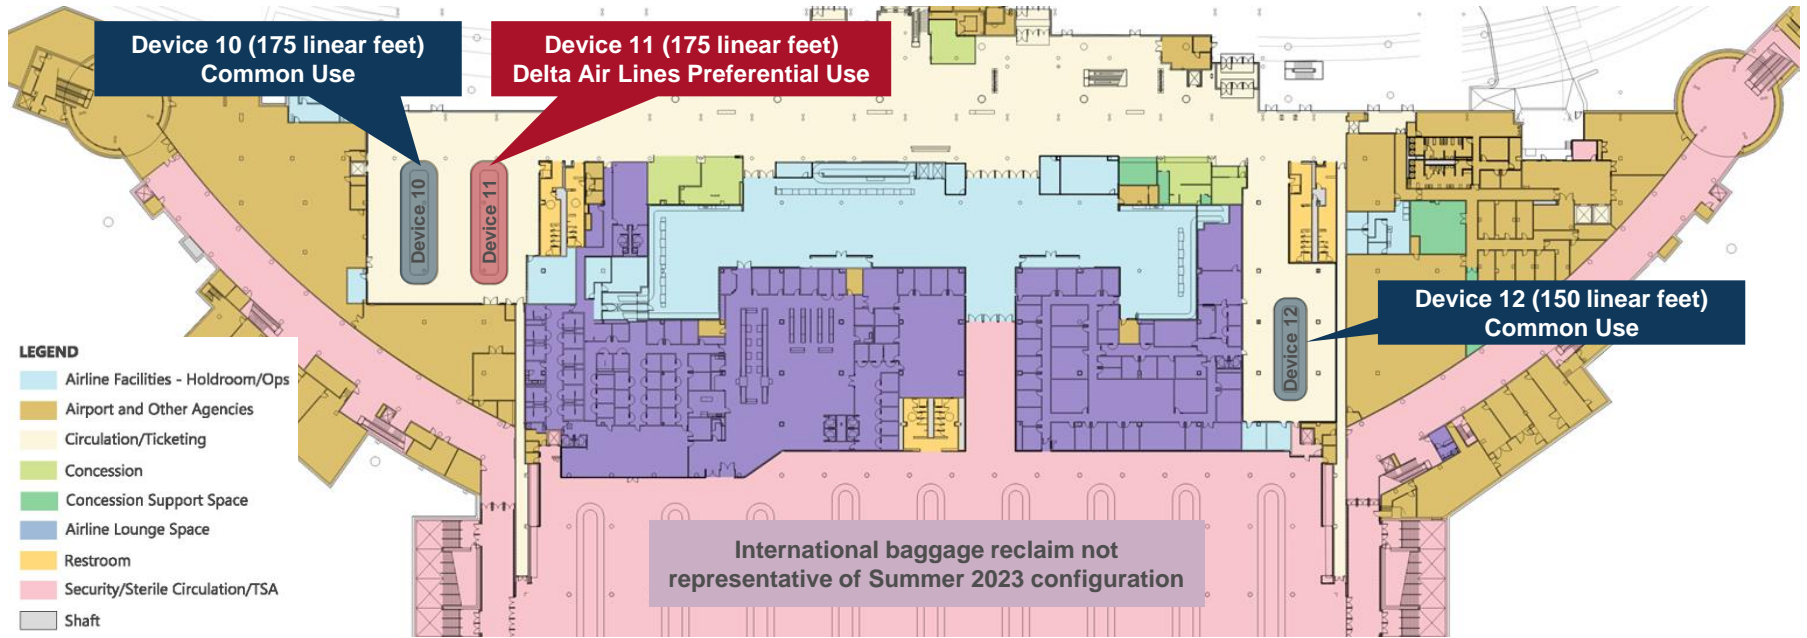 Device 10 (175 linear feet)
Common Use
Device 11 (175 linear feet)
Delta Air Lines Preferential Use
Device 10
Device 11
Device 12 (150 linear feet)
Common Use
Device 12
LEGEND
Airline Facilities - Holdroom/Ops
Airport and Other Agencies
Circulation/Ticketing
Concession
Concession Support Space
Airline Lounge Space
Restroom
Security/Sterile Circulation/TSA
Shaft
International baggage reclaim not
representative of Summer 2023 configuration